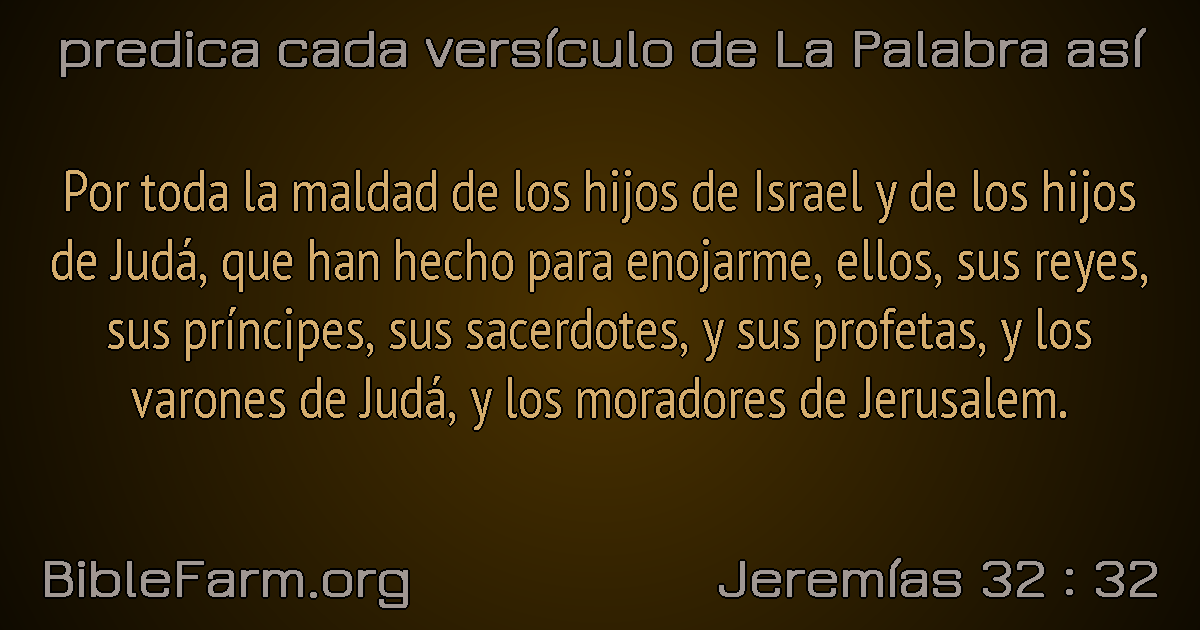 predica cada versículo de La Palabra así
Por toda la maldad de los hijos de Israel y de los hijos
de Judá, que han hecho para enojarme, ellos, sus reyes,
sus príncipes, sus sacerdotes, y sus profetas, y los
varones de Judá, y los moradores de Jerusalem.
BibleFarm.org
Jeremías 32 : 32